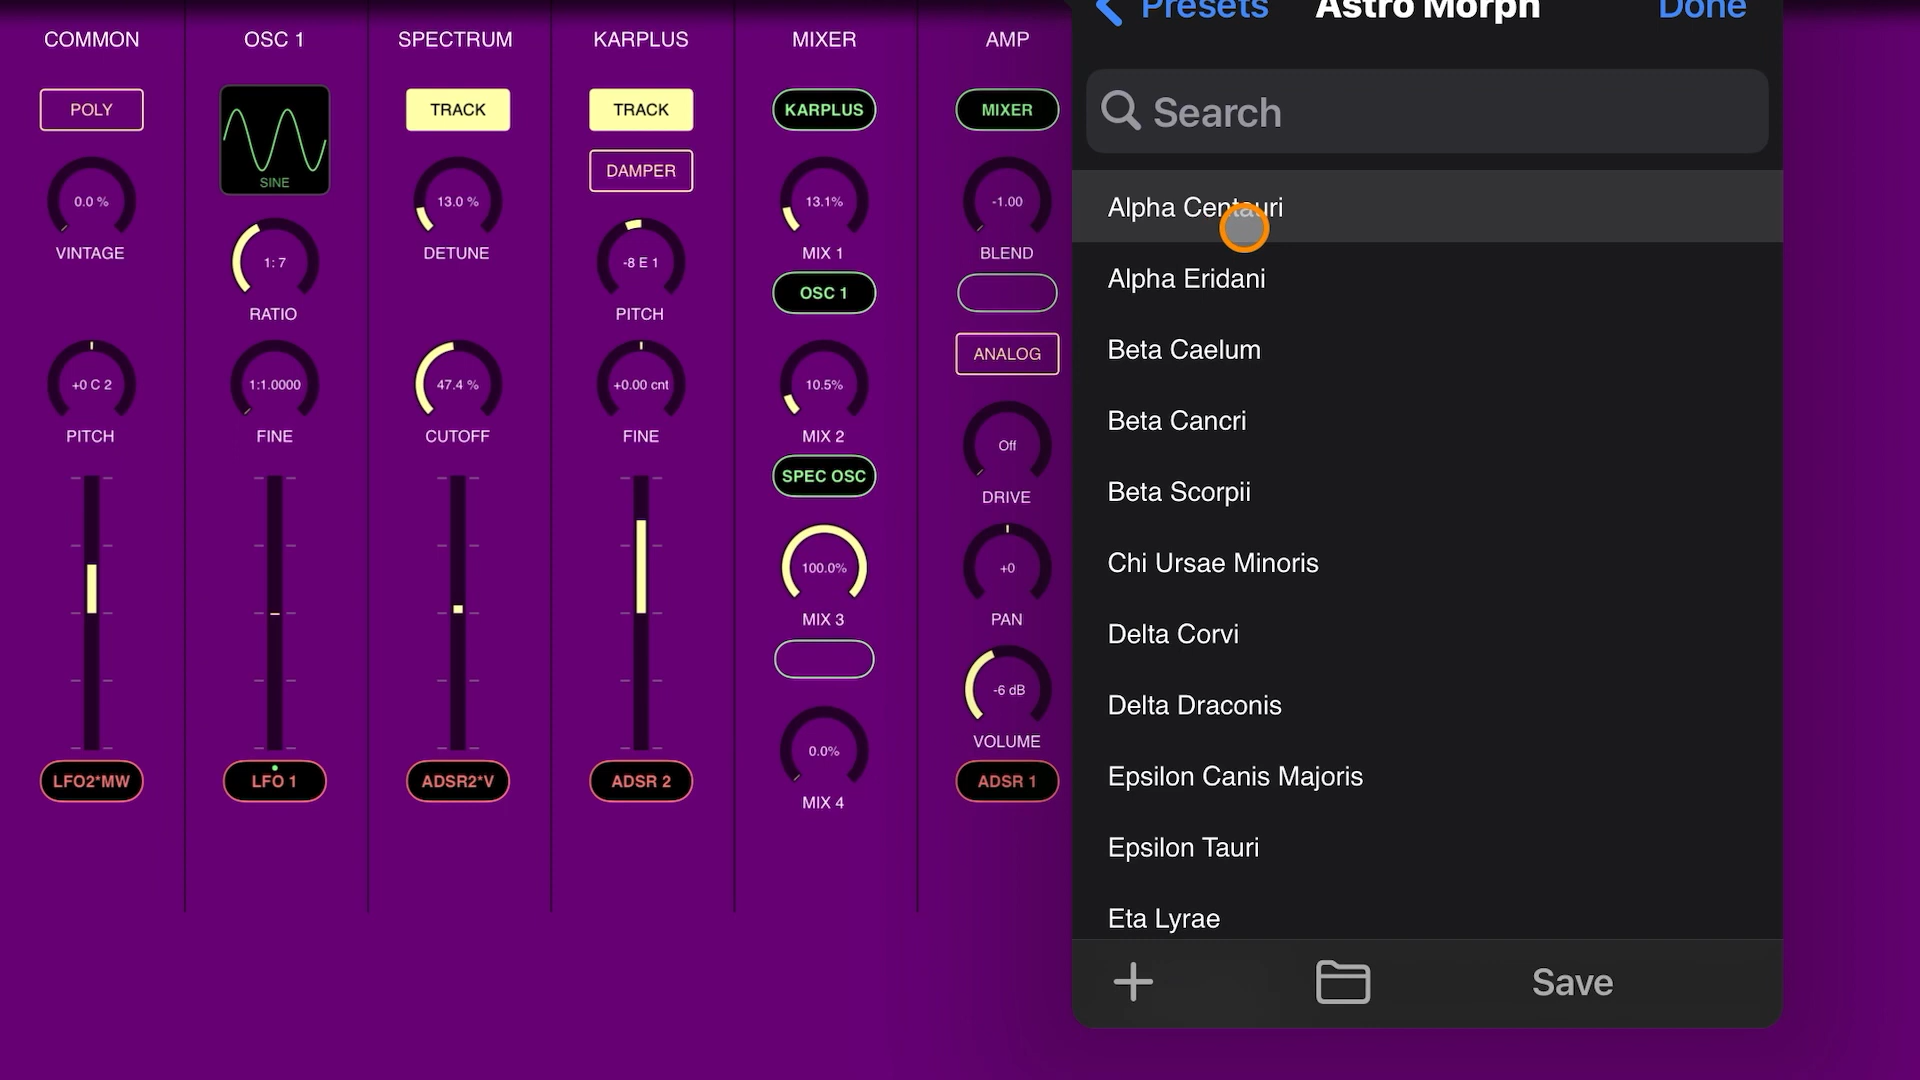 COMMON
POLY
0.0 %
VINTAGE
+0 C 2
PITCH
LFO2*MW
OSC 1
SINE
1: 7
RATIO
1:1.0000
FINE
LFO 1
SPECTRUM
TRACK
13.0 %
DETUNE
47.4 %
CUTOFF
ADSR2*V
KARPLUS
TRACK
DAMPER
-8 E 1
PITCH
+0.00 cnt
FINE
ADSR 2
MIXER
KARPLUS
13.1%
MIX 1
OSC 1
10.5%
MIX 2
SPEC OSC
100.0%
MIX 3
0.0%
MIX 4
AMP
MIXER
-1.00
BLEND
ANALOG
Off
DRIVE
+0
PAN
-6 dB
VOLUME
ADSR 1
Presets Astro Morph Done
Search
Alpha Centauri
Alpha Eridani
Beta Caelum
Beta Cancri
Beta Scorpii
Chi Ursae Minoris
Delta Corvi
Delta Draconis
Epsilon Canis Majoris
Epsilon Tauri
Eta Lyrae
Save